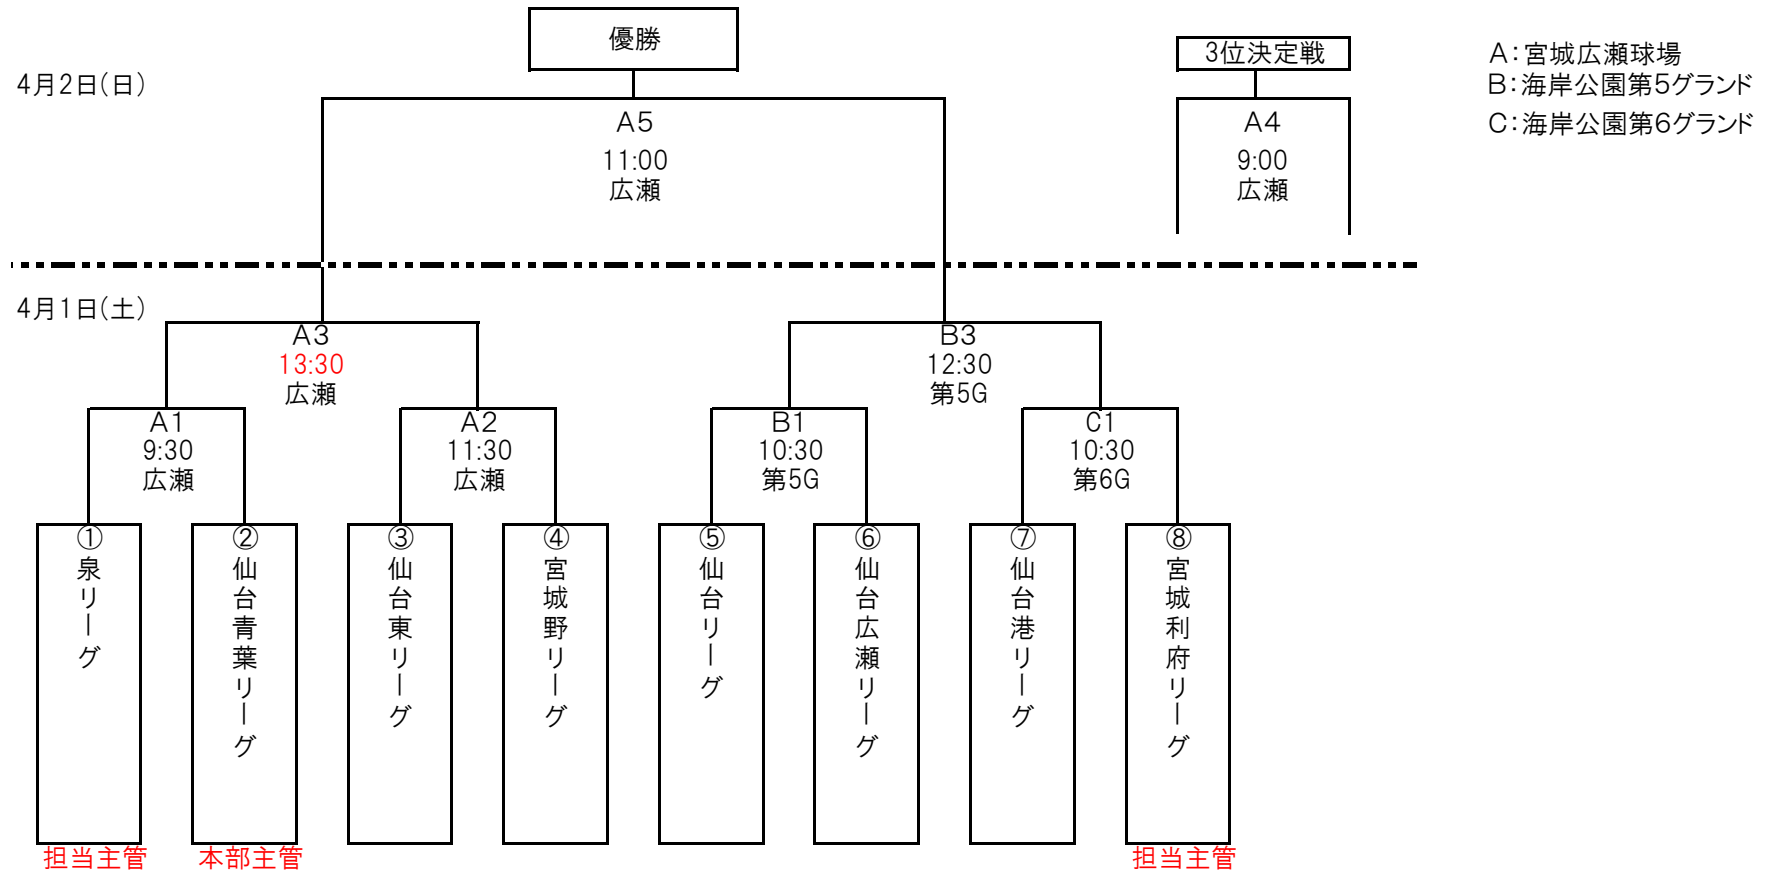 優勝
3位決定戦
A：宮城広瀬球場
B：海岸公園第5グランド
C：海岸公園第6グランド
4月2日（日）
A5
11:00
広瀬
A4
9:00
広瀬
4月1日（土）
A3
13:30
広瀬
B3
12:30
第5G
A1
9:30
広瀬
A2
11:30
広瀬
B1
10:30
第5G
C1
10:30
第6G
①泉リーグ
②仙台青葉リーグ
③仙台東リーグ
④宮城野リーグ
⑤仙台リーグ
⑥仙台広瀬リーグ
⑦仙台港リーグ
⑧宮城利府リーグ
担当主管
本部主管
担当主管